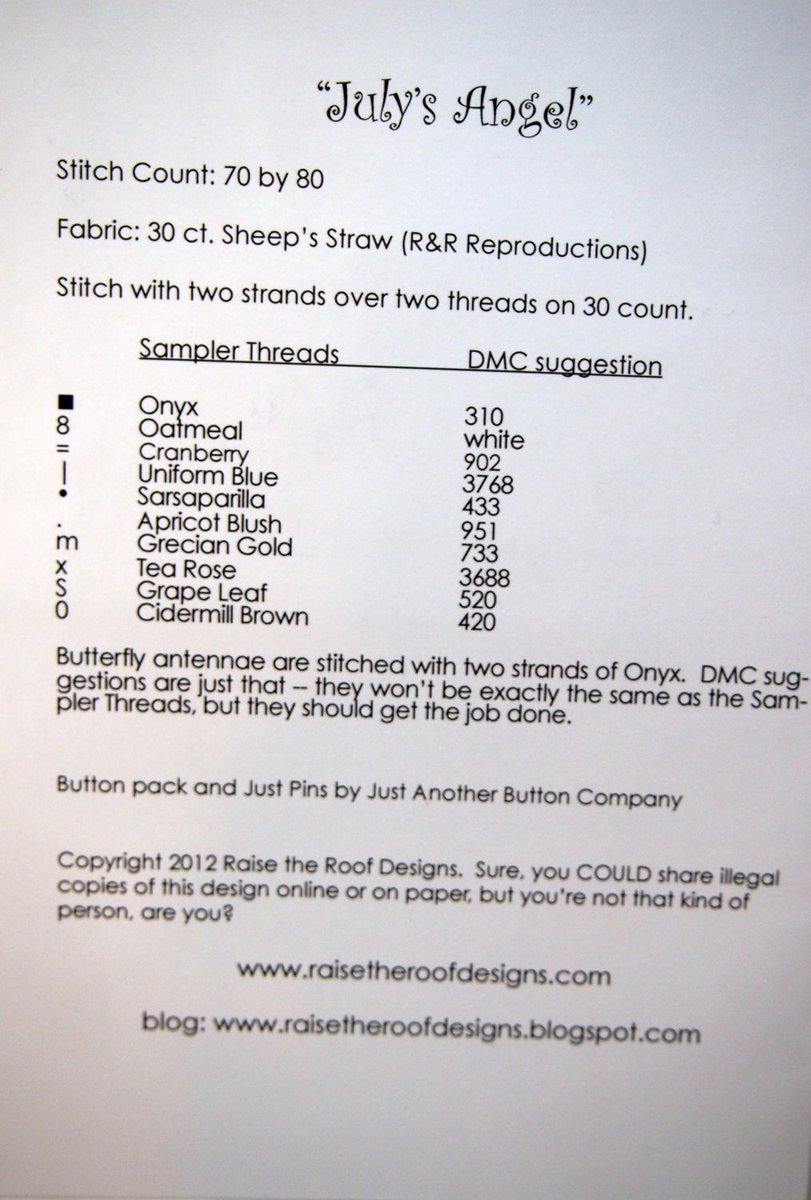 “July’s Angel”
Stitch Count: 70 by 80
Fabric: 30 ct. Sheep’s Straw (R&R Reproductions)
Stitch with two strands over two threads on 30 count.
Sampler Threads DMC suggestion
■ Onyx 310
8 Oatmeal white
= Cranberry 902
| Uniform Blue 3768
• Sarsaparilla 433
. Apricot Blush 951
m Grecian Gold 733
x Tea Rose 3688
S Grape Leaf 520
0 Cidermill Brown 420
Butterfly antennae are stitched with two strands of Onyx. DMC sug-
gestions are just that -- they won’t be exactly the same as the Sam-
pler Threads, but they should get the job done.
Button pack and Just Pins by Just Another Button Company
Copyright 2012 Raise the Roof Designs. Sure, you COULD share illegal
copies of this design online or on paper, but you’re not that kind of
person, are you?
www.raisetheroofdesigns.com
blog: www.raisetheroofdesigns.blogspot.com